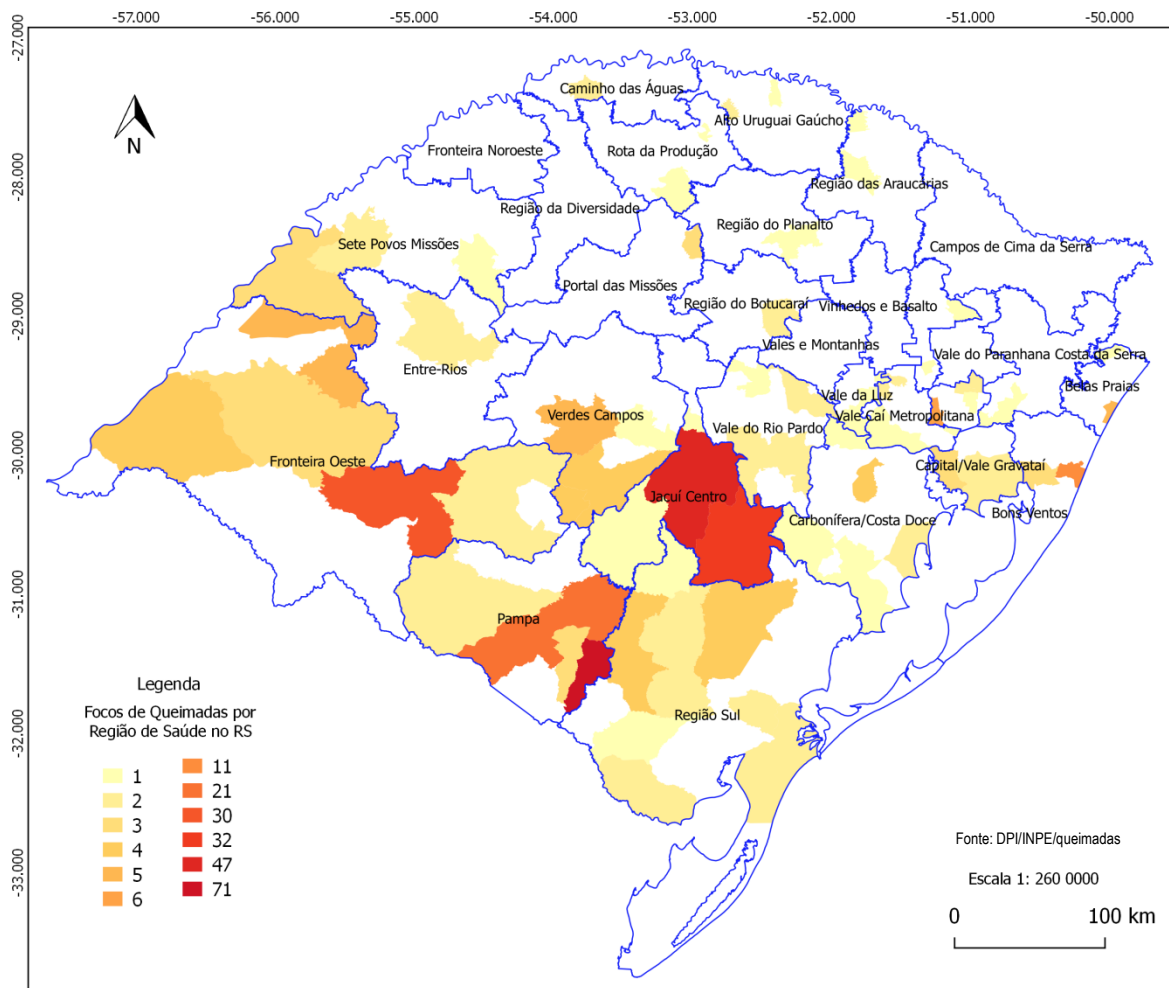 -57.000 -56.000 -55.000 -54.000 -53.000 -52.000 -51.000 -50.000
-27.000
-28.000
-29.000
-30.000
-31.000
-32.000
-33.000
N
Caminho das Águas
Alto Uruguai Gaúcho
Fronteira Noroeste
Rota da Produção
Região das Araucárias
Região da Diversidade
Região do Planalto
Sete Povos Missões
Campos de Cima da Serra
Portal das Missões
Região do Botucaraí
Vinhedos e Basalto
Vales e Montanhas
Vale do Paranhana Costa da Serra
Entre-Rios
Belas Praias
Vale da Luz
Verdes Campos
Vale Caí Metropolitana
Vale do Rio Pardo
Fronteira Oeste
Capital/Vale Gravataí
Jacuí Centro
Bons Ventos
Carbonífera/Costa Doce
Pampa
Região Sul
Legenda
Focos de Queimadas por
Região de Saúde no RS
1
2
3
4
5
6
11
21
30
32
47
71
Fonte: DPI/INPE/queimadas
Escala 1: 260 0000
0 100 km